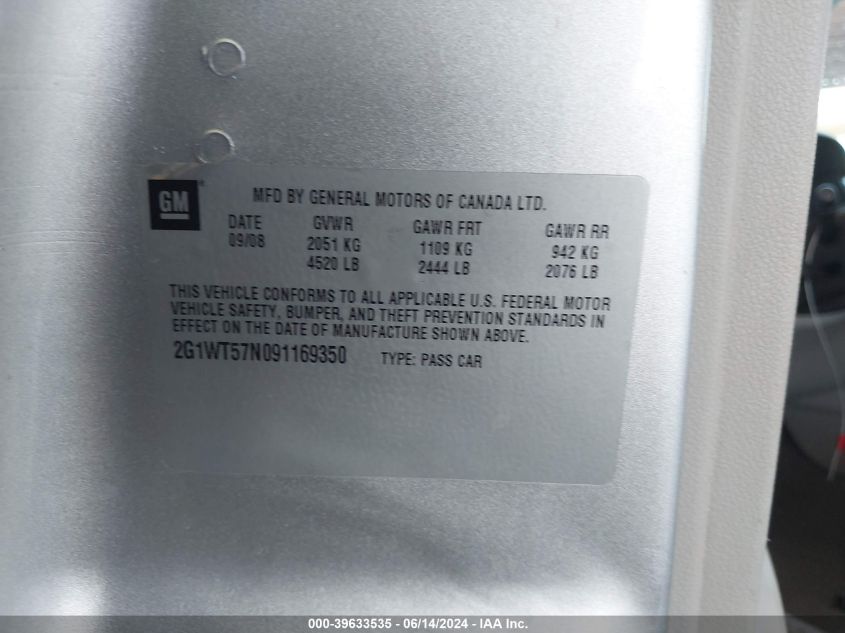 GM
MFD BY GENERAL MOTORS OF CANADA LTD.
DATE GVWR GAWR FRT GAWR RR
09/08 2051 KG 1109 KG 942 KG
4520 LB 2444 LB 2076 LB
THIS VEHICLE CONFORMS TO ALL APPLICABLE U.S. FEDERAL MOTOR
VEHICLE SAFETY, BUMPER, AND THEFT PREVENTION STANDARDS IN
EFFECT ON THE DATE OF MANUFACTURE SHOWN ABOVE.
2G1WT57N091169350 TYPE: PASS CAR
000-39633535 - 06/14/2024 - IAA Inc.